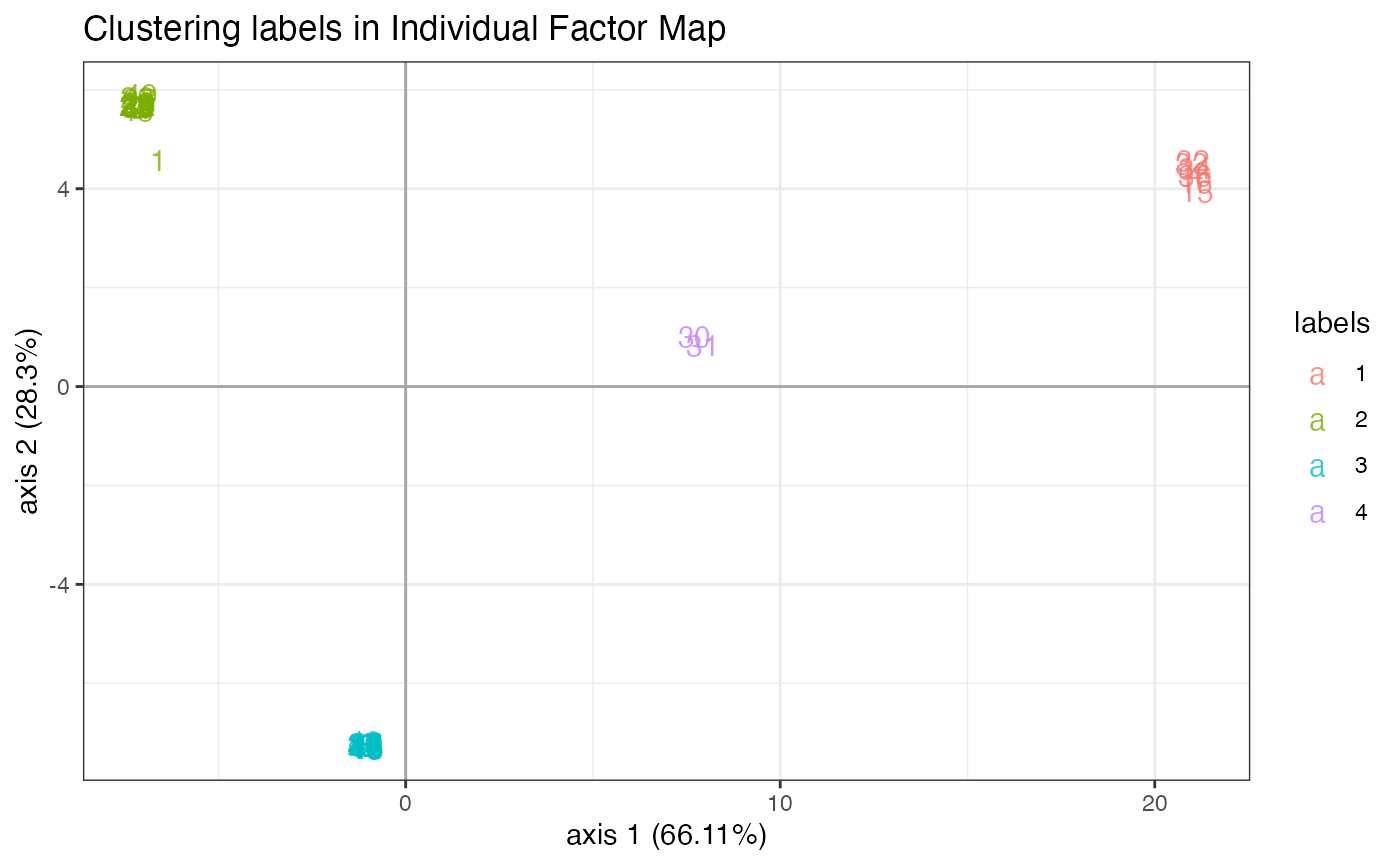 Clustering labels in Individual Factor Map
1
15
4
30
31
0
-4
0
10
20
axis 1 (66.11%)
axis 2 (28.3%)
labels
a 1
a 2
a 3
a 4